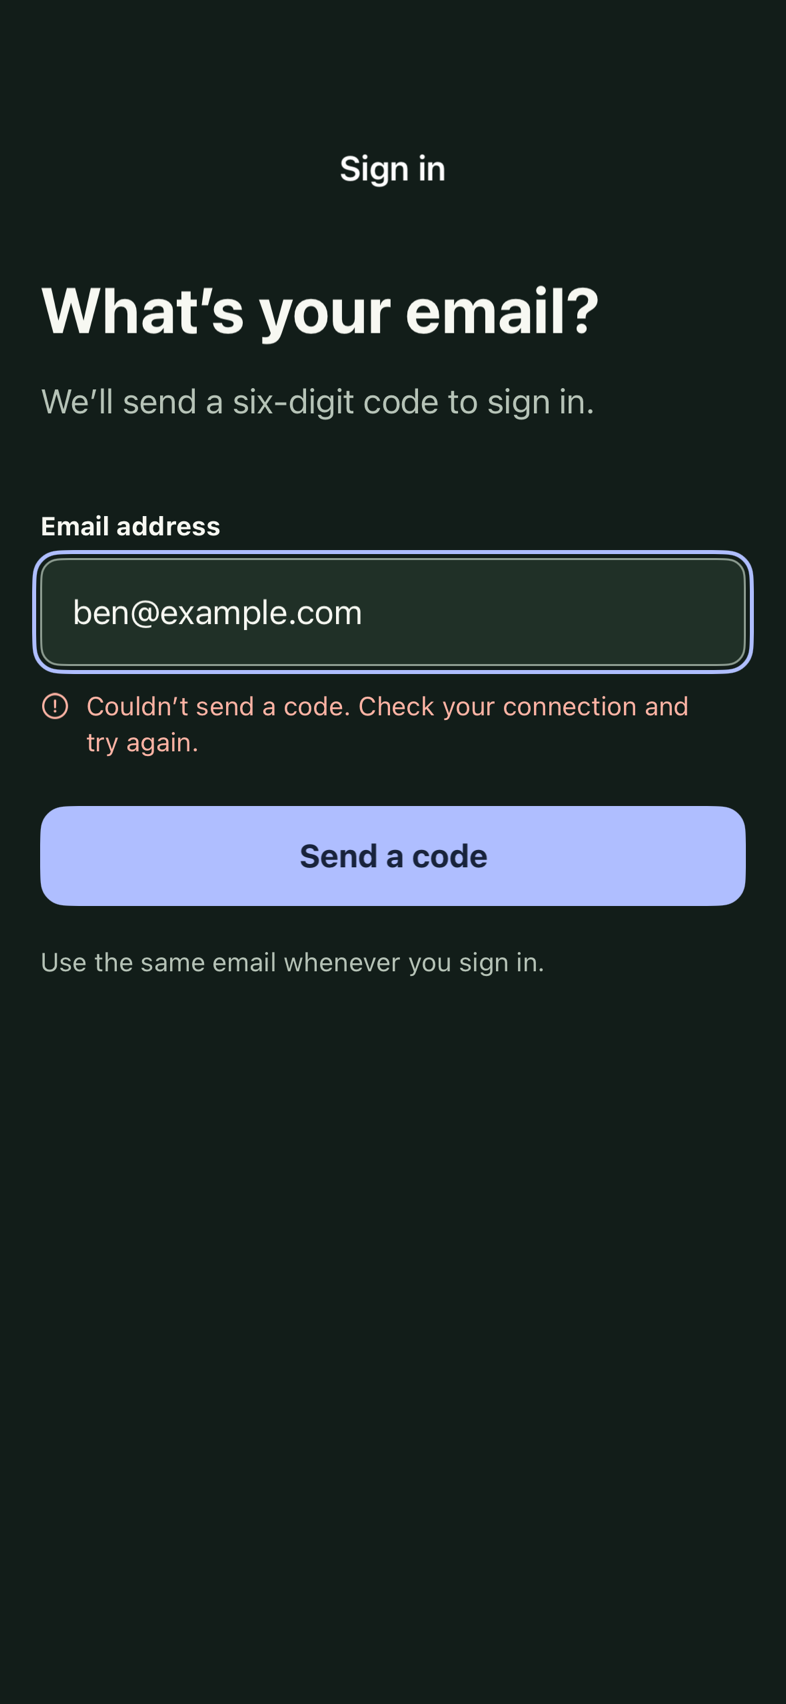 Sign in
What’s your email?
We’ll send a six-digit code to sign in.
Email address
ben@example.com
Couldn’t send a code. Check your connection and
try again.
Send a code
Use the same email whenever you sign in.